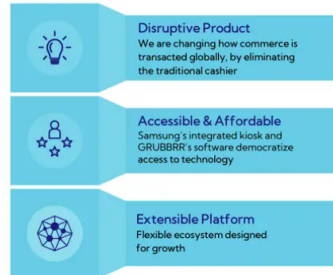 Disruptive Product
We are changing how commerce is
transacted globally, by eliminating
the traditional cashier
Accessible & Affordable
Samsung's integrated kiosk and
GRUBBRR's software democratize
access to technology
Extensible Platform
Flexible ecosystem designed
for growth